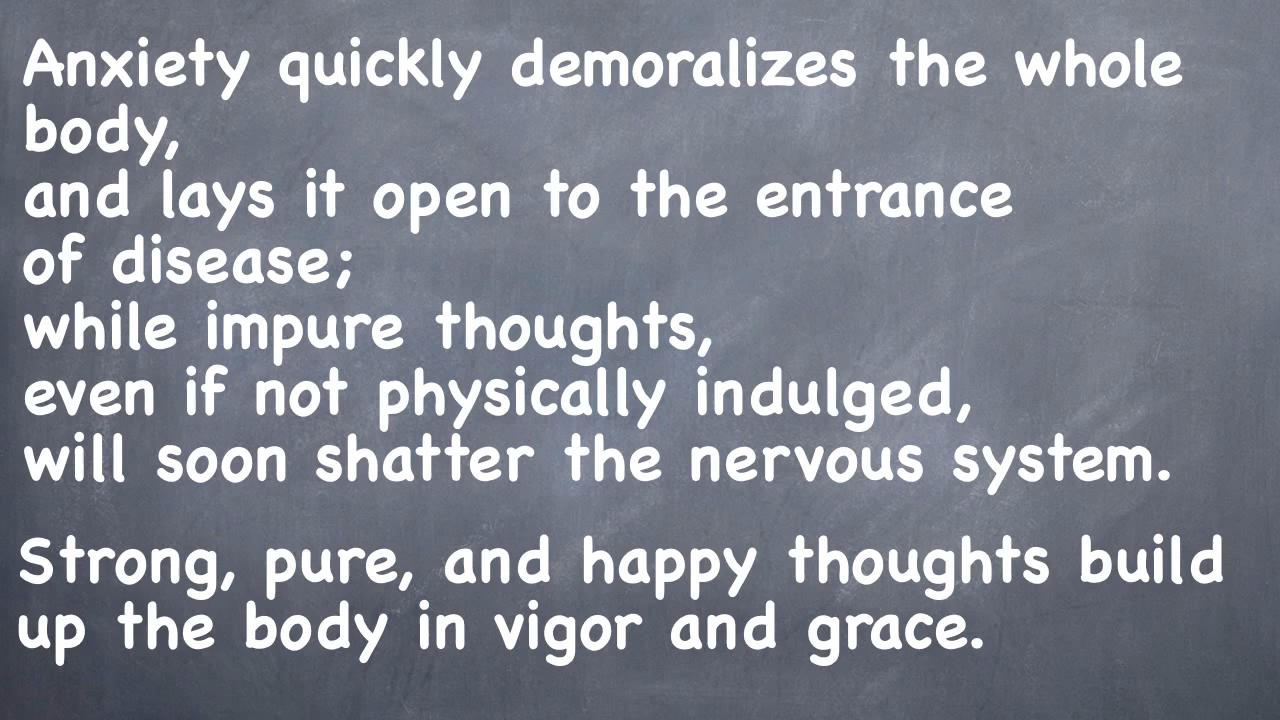 Anxiety quickly demoralizes the whole
body,
and lays it open to the entrance
of disease;
while impure thoughts,
even if not physically indulged,
will soon shatter the nervous system.
Strong, pure, and happy thoughts build
up the body in vigor and grace.